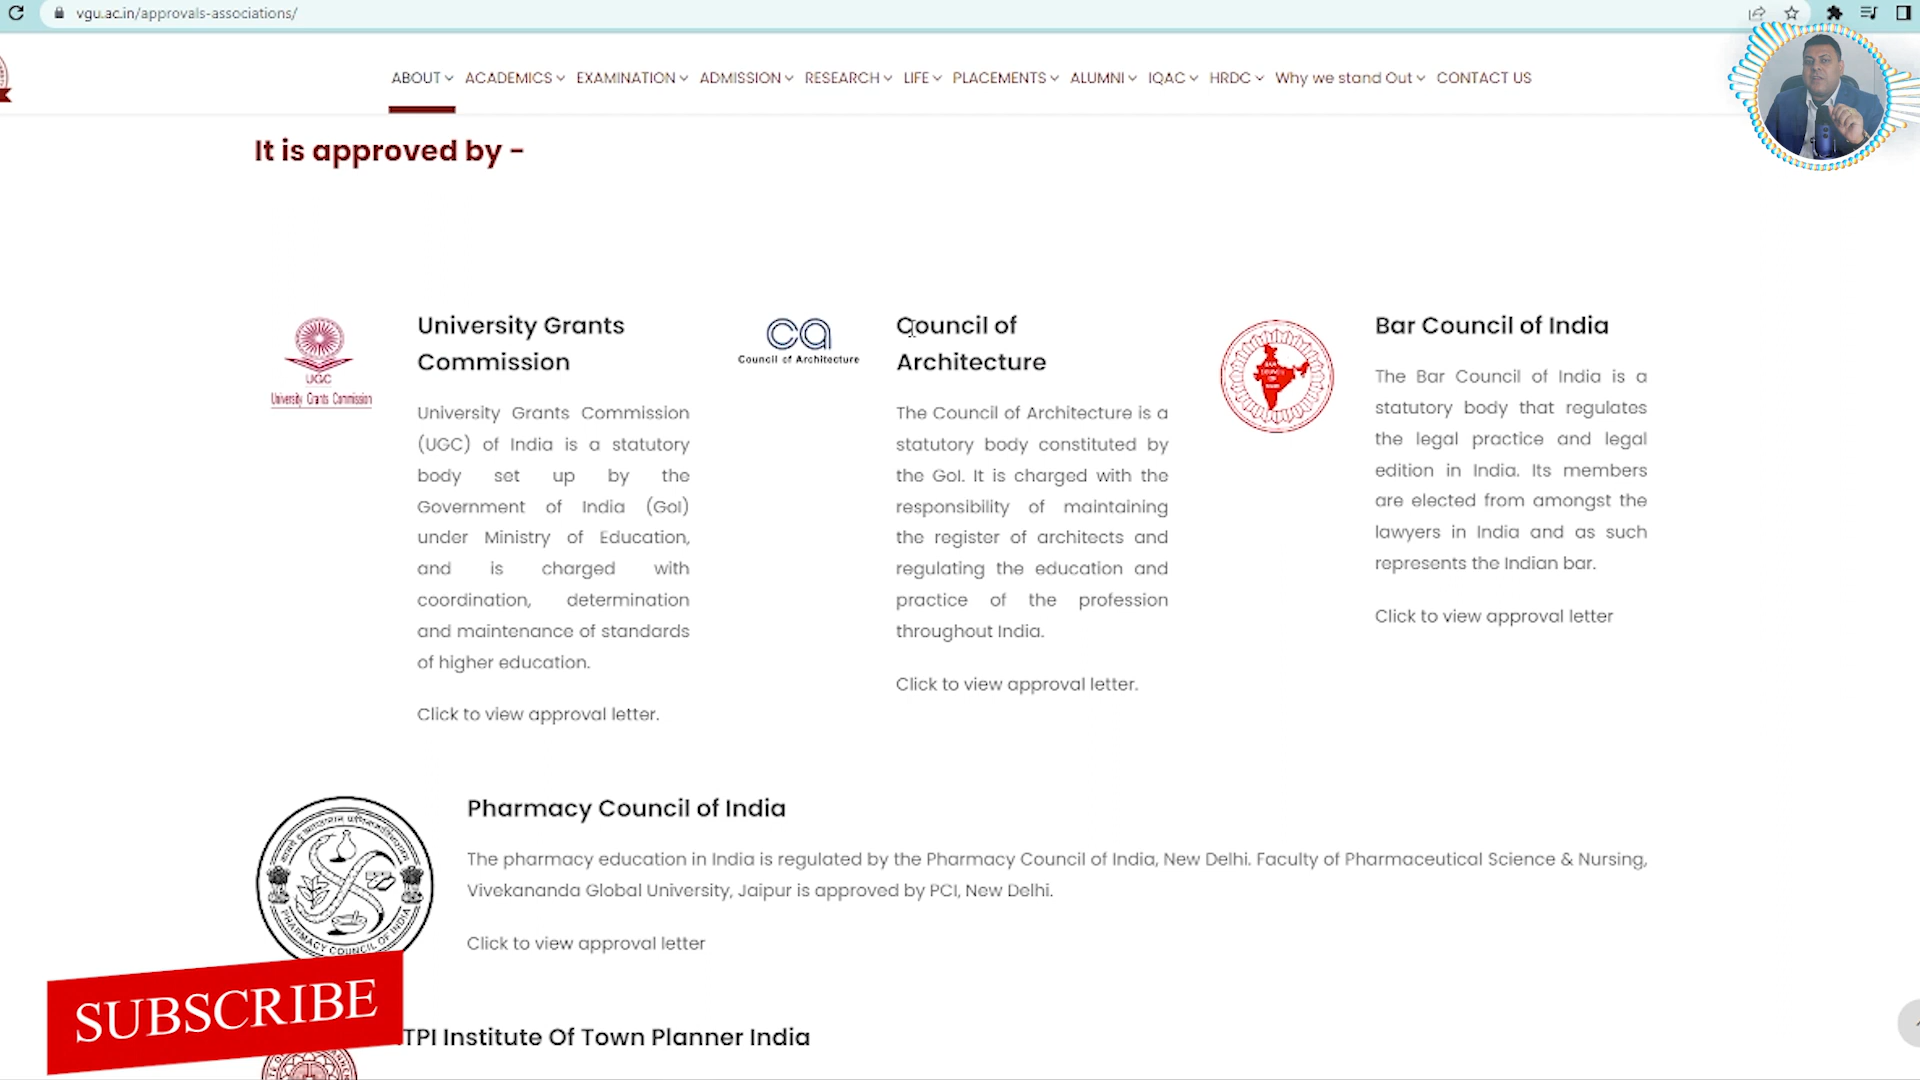 vgu.ac.in/approvals-associations/
ABOUT ACADEMICS EXAMINATION ADMISSION RESEARCH LIFE PLACEMENTS ALUMNI IQAC HRDC Why we stand Out CONTACT US
It is approved by -
UGC
University Grants Commission
University Grants
Commission
University Grants Commission
(UGC) of India is a statutory
body set up by the
Government of India (GoI)
under Ministry of Education,
and is charged with
coordination, determination
and maintenance of standards
of higher education.
Click to view approval letter.
ca
Council of Architecture
Council of
Architecture
The Council of Architecture is a
statutory body constituted by
the GoI. It is charged with the
responsibility of maintaining
the register of architects and
regulating the education and
practice of the profession
throughout India.
Click to view approval letter.
BAR
COUNCIL
OF
INDIA
Bar Council of India
The Bar Council of India is a
statutory body that regulates
the legal practice and legal
edition in India. Its members
are elected from amongst the
lawyers in India and as such
represents the Indian bar.
Click to view approval letter
PHARMACY COUNCIL OF INDIA
Pharmacy Council of India
The pharmacy education in India is regulated by the Pharmacy Council of India, New Delhi. Faculty of Pharmaceutical Science & Nursing,
Vivekananda Global University, Jaipur is approved by PCI, New Delhi.
Click to view approval letter
SUBSCRIBE
TPI Institute Of Town Planner India